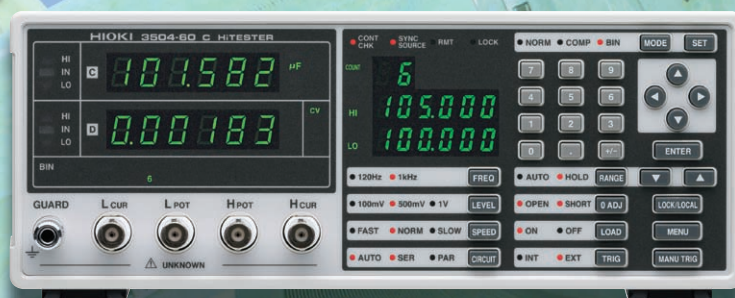 HIOKI 3504-60 C HiTESTER
HI
IN
LO
C 101.582 µF
HI
IN
LO
D 0.00183 CV
BIN
6
GUARD LCUR LPOT HPOT HCUR
UNKNOWN
CONT CHK SYNC SOURCE RMT LOCK
COUNT 6
HI 105.000
LO 100.000
120Hz 1kHz FREQ
100mV 500mV 1V LEVEL
FAST NORM SLOW SPEED
AUTO SER PAR CIRCUIT
NORM COMP BIN MODE SET
7 8 9
4 5 6
1 2 3
0 . +/-
ENTER
AUTO HOLD RANGE
OPEN SHORT 0 ADJ LOCK/LOCAL
ON OFF LOAD MENU
INT EXT TRIG MANU TRIG